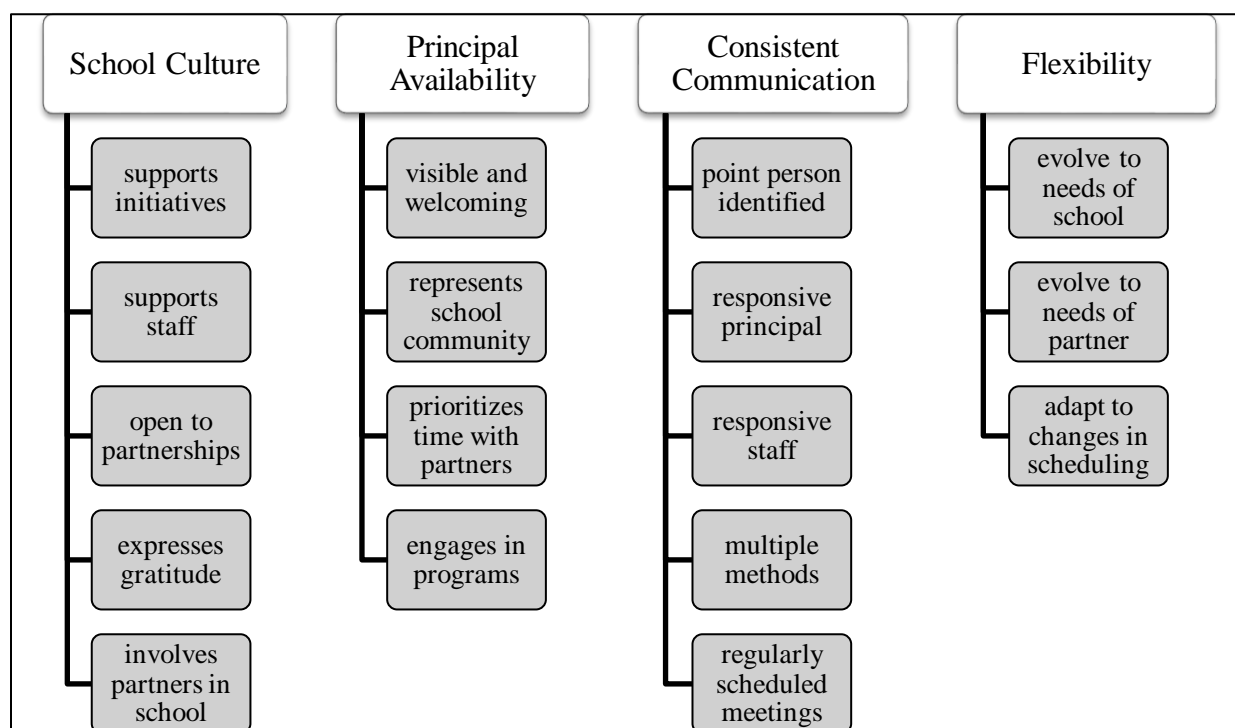 School Culture
supports
initiatives
supports
staff
open to
partnerships
expresses
gratitude
involves
partners in
school
Principal
Availability
visible and
welcoming
represents
school
community
prioritizes
time with
partners
engages in
programs
Consistent
Communication
point person
identified
responsive
principal
responsive
staff
multiple
methods
regularly
scheduled
meetings
Flexibility
evolve to
needs of
school
evolve to
needs of
partner
adapt to
changes in
scheduling